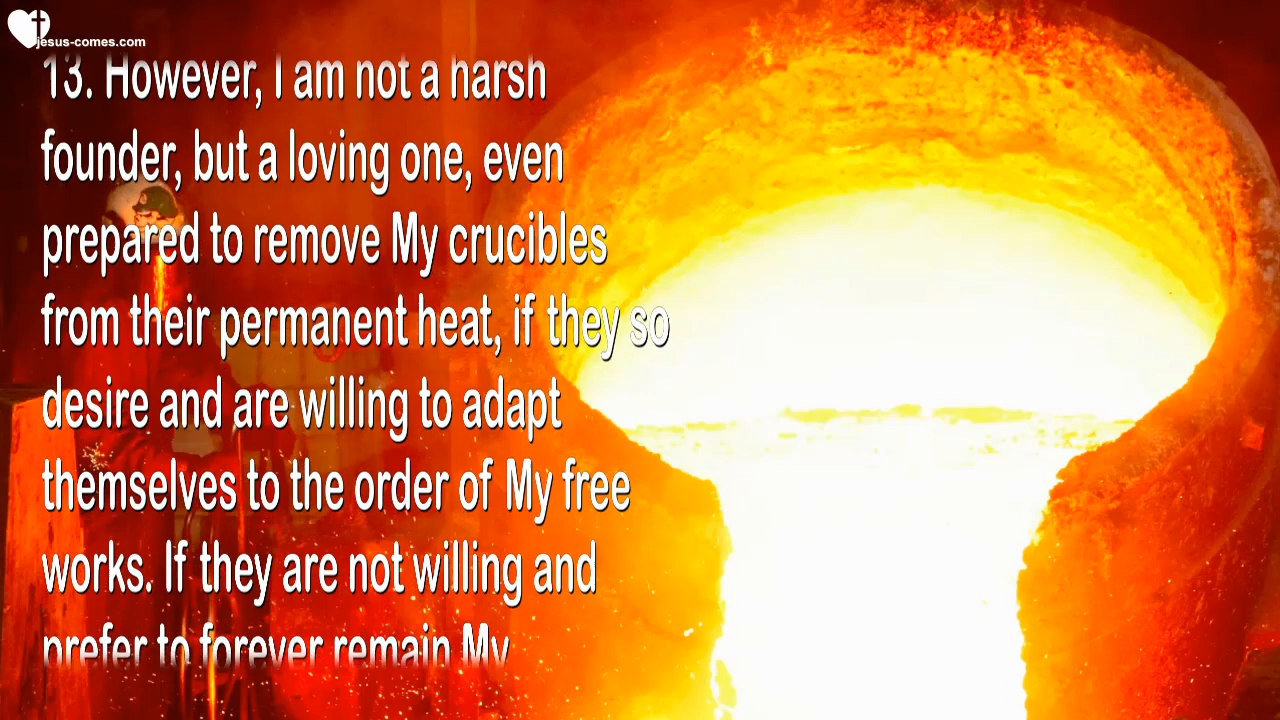 jesus-comes.com
13. However, I am not a harsh
founder, but a loving one, even
prepared to remove My crucibles
from their permanent heat, if they so
desire and are willing to adapt
themselves to the order of My free
works. If they are not willing and
prefer to forever remain My